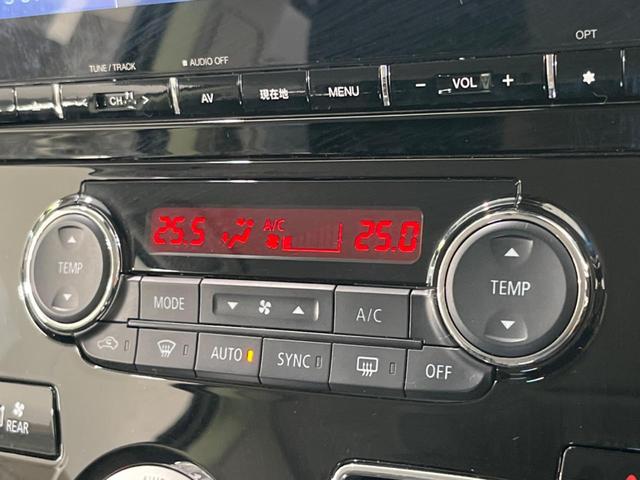 OPT
TUNE / TRACK
AUDIO OFF
CH
AV
現在地
MENU
− VOL +
25.5 A/C 25.0
TEMP
TEMP
MODE
A/C
AUTO
SYNC
OFF
REAR